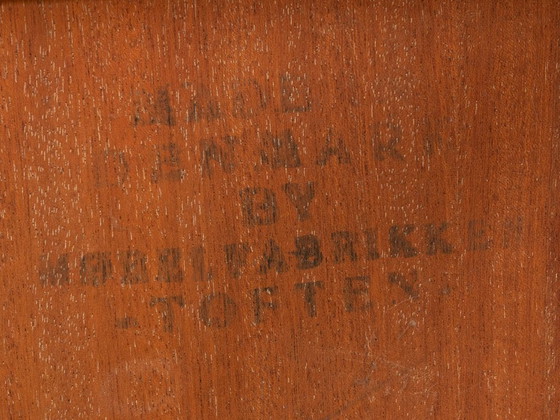 MADE
DENMARK
BY
MØBELFABRIKKEN
-TOFTEN-